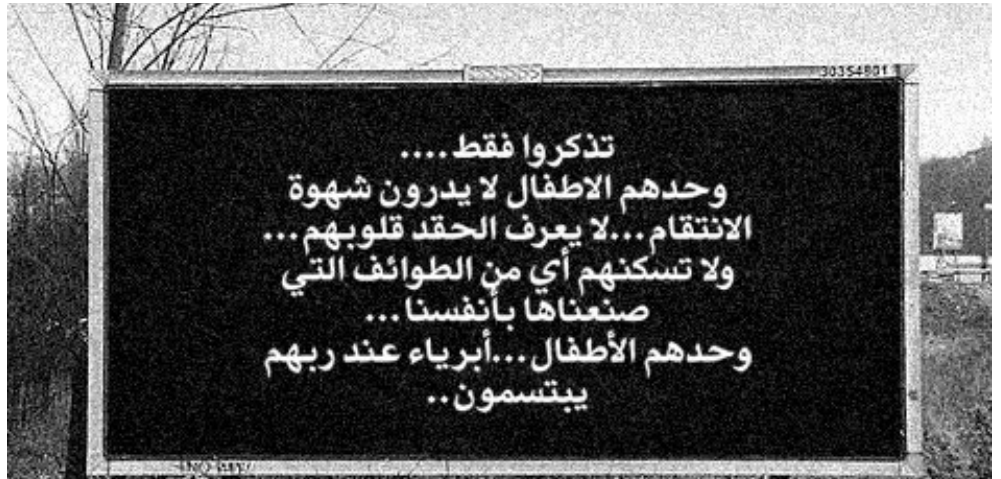 30354801
تذكروا فقط....
وحدهم الاطفال لا يدرون شهوة
الانتقام...لا يعرف الحقد قلوبهم...
ولا تسكنهم أي من الطوائف التي
صنعناها بأنفسنا...
وحدهم الأطفال...أبرياء عند ربهم
يبتسمون..